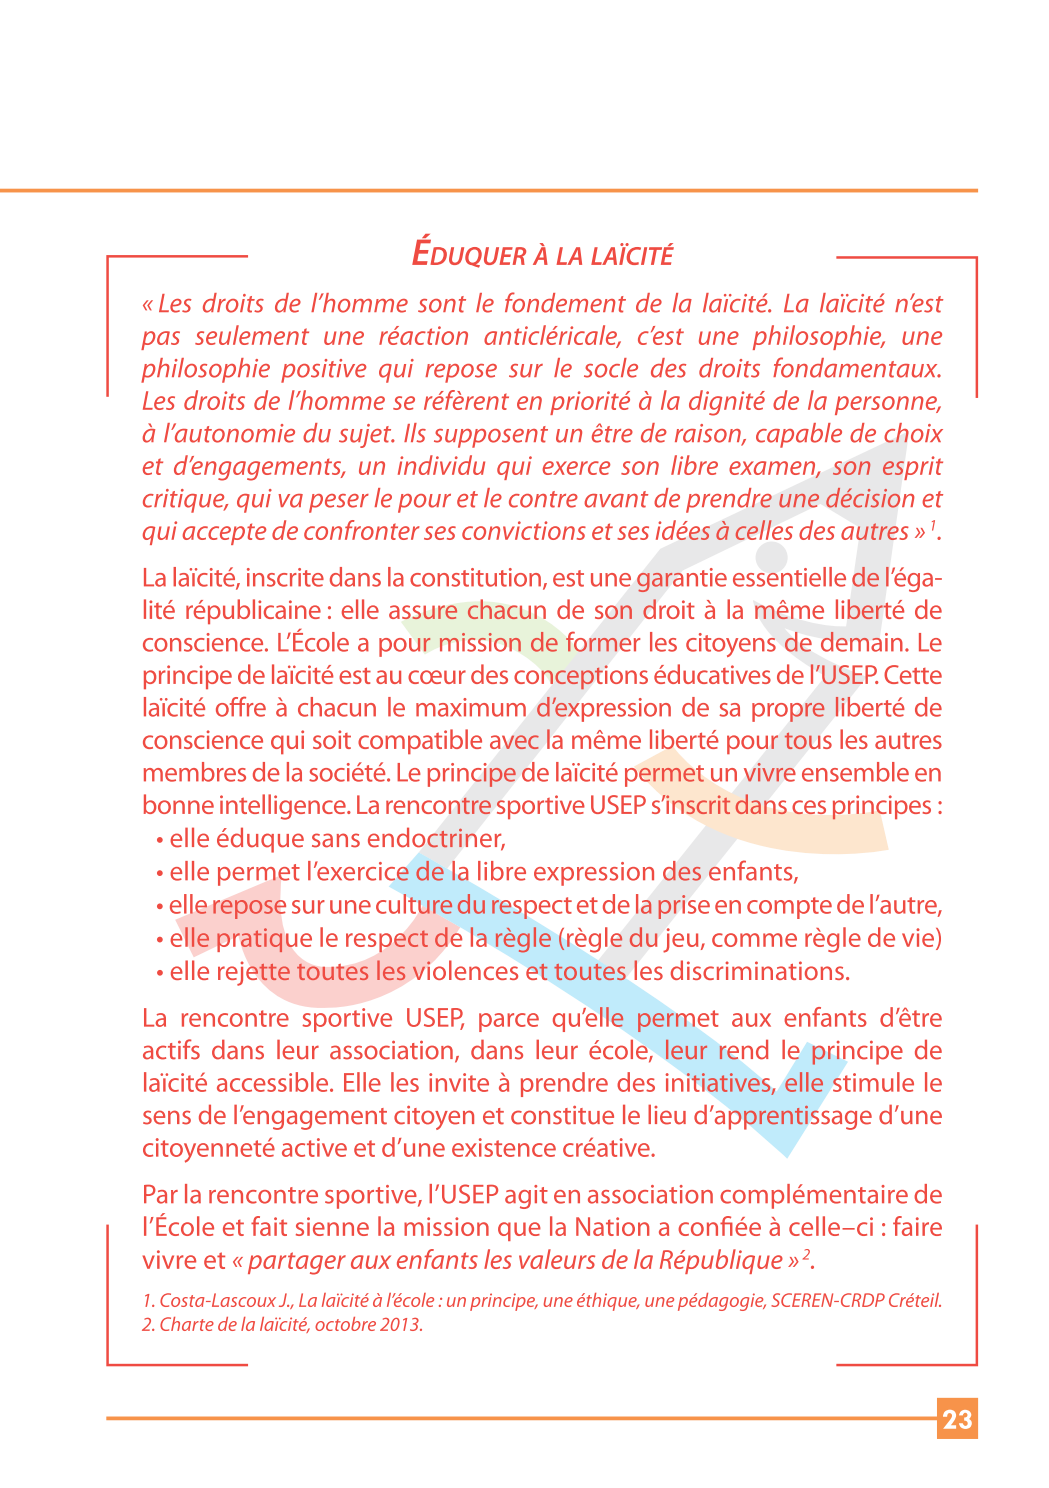 ÉDUQUER À LA LAÏCITÉ
« Les droits de l’homme sont le fondement de la laïcité. La laïcité n’est
pas seulement une réaction anticléricale, c’est une philosophie, une
philosophie positive qui repose sur le socle des droits fondamentaux.
Les droits de l’homme se réfèrent en priorité à la dignité de la personne,
à l’autonomie du sujet. Ils supposent un être de raison, capable de choix
et d’engagements, un individu qui exerce son libre examen, son esprit
critique, qui va peser le pour et le contre avant de prendre une décision et
qui accepte de confronter ses convictions et ses idées à celles des autres » 1.
La laïcité, inscrite dans la constitution, est une garantie essentielle de l’éga-
lité républicaine : elle assure chacun de son droit à la même liberté de
conscience. L’École a pour mission de former les citoyens de demain. Le
principe de laïcité est au cœur des conceptions éducatives de l’USEP. Cette
laïcité offre à chacun le maximum d’expression de sa propre liberté de
conscience qui soit compatible avec la même liberté pour tous les autres
membres de la société. Le principe de laïcité permet un vivre ensemble en
bonne intelligence. La rencontre sportive USEP s’inscrit dans ces principes :
• elle éduque sans endoctriner,
• elle permet l’exercice de la libre expression des enfants,
• elle repose sur une culture du respect et de la prise en compte de l’autre,
• elle pratique le respect de la règle (règle du jeu, comme règle de vie)
• elle rejette toutes les violences et toutes les discriminations.
La rencontre sportive USEP, parce qu’elle permet aux enfants d’être
actifs dans leur association, dans leur école, leur rend le principe de
laïcité accessible. Elle les invite à prendre des initiatives, elle stimule le
sens de l’engagement citoyen et constitue le lieu d’apprentissage d’une
citoyenneté active et d’une existence créative.
Par la rencontre sportive, l’USEP agit en association complémentaire de
l’École et fait sienne la mission que la Nation a confiée à celle–ci : faire
vivre et « partager aux enfants les valeurs de la République » 2.
1. Costa-Lascoux J., La laïcité à l’école : un principe, une éthique, une pédagogie, SCEREN-CRDP Créteil.
2. Charte de la laïcité, octobre 2013.
23